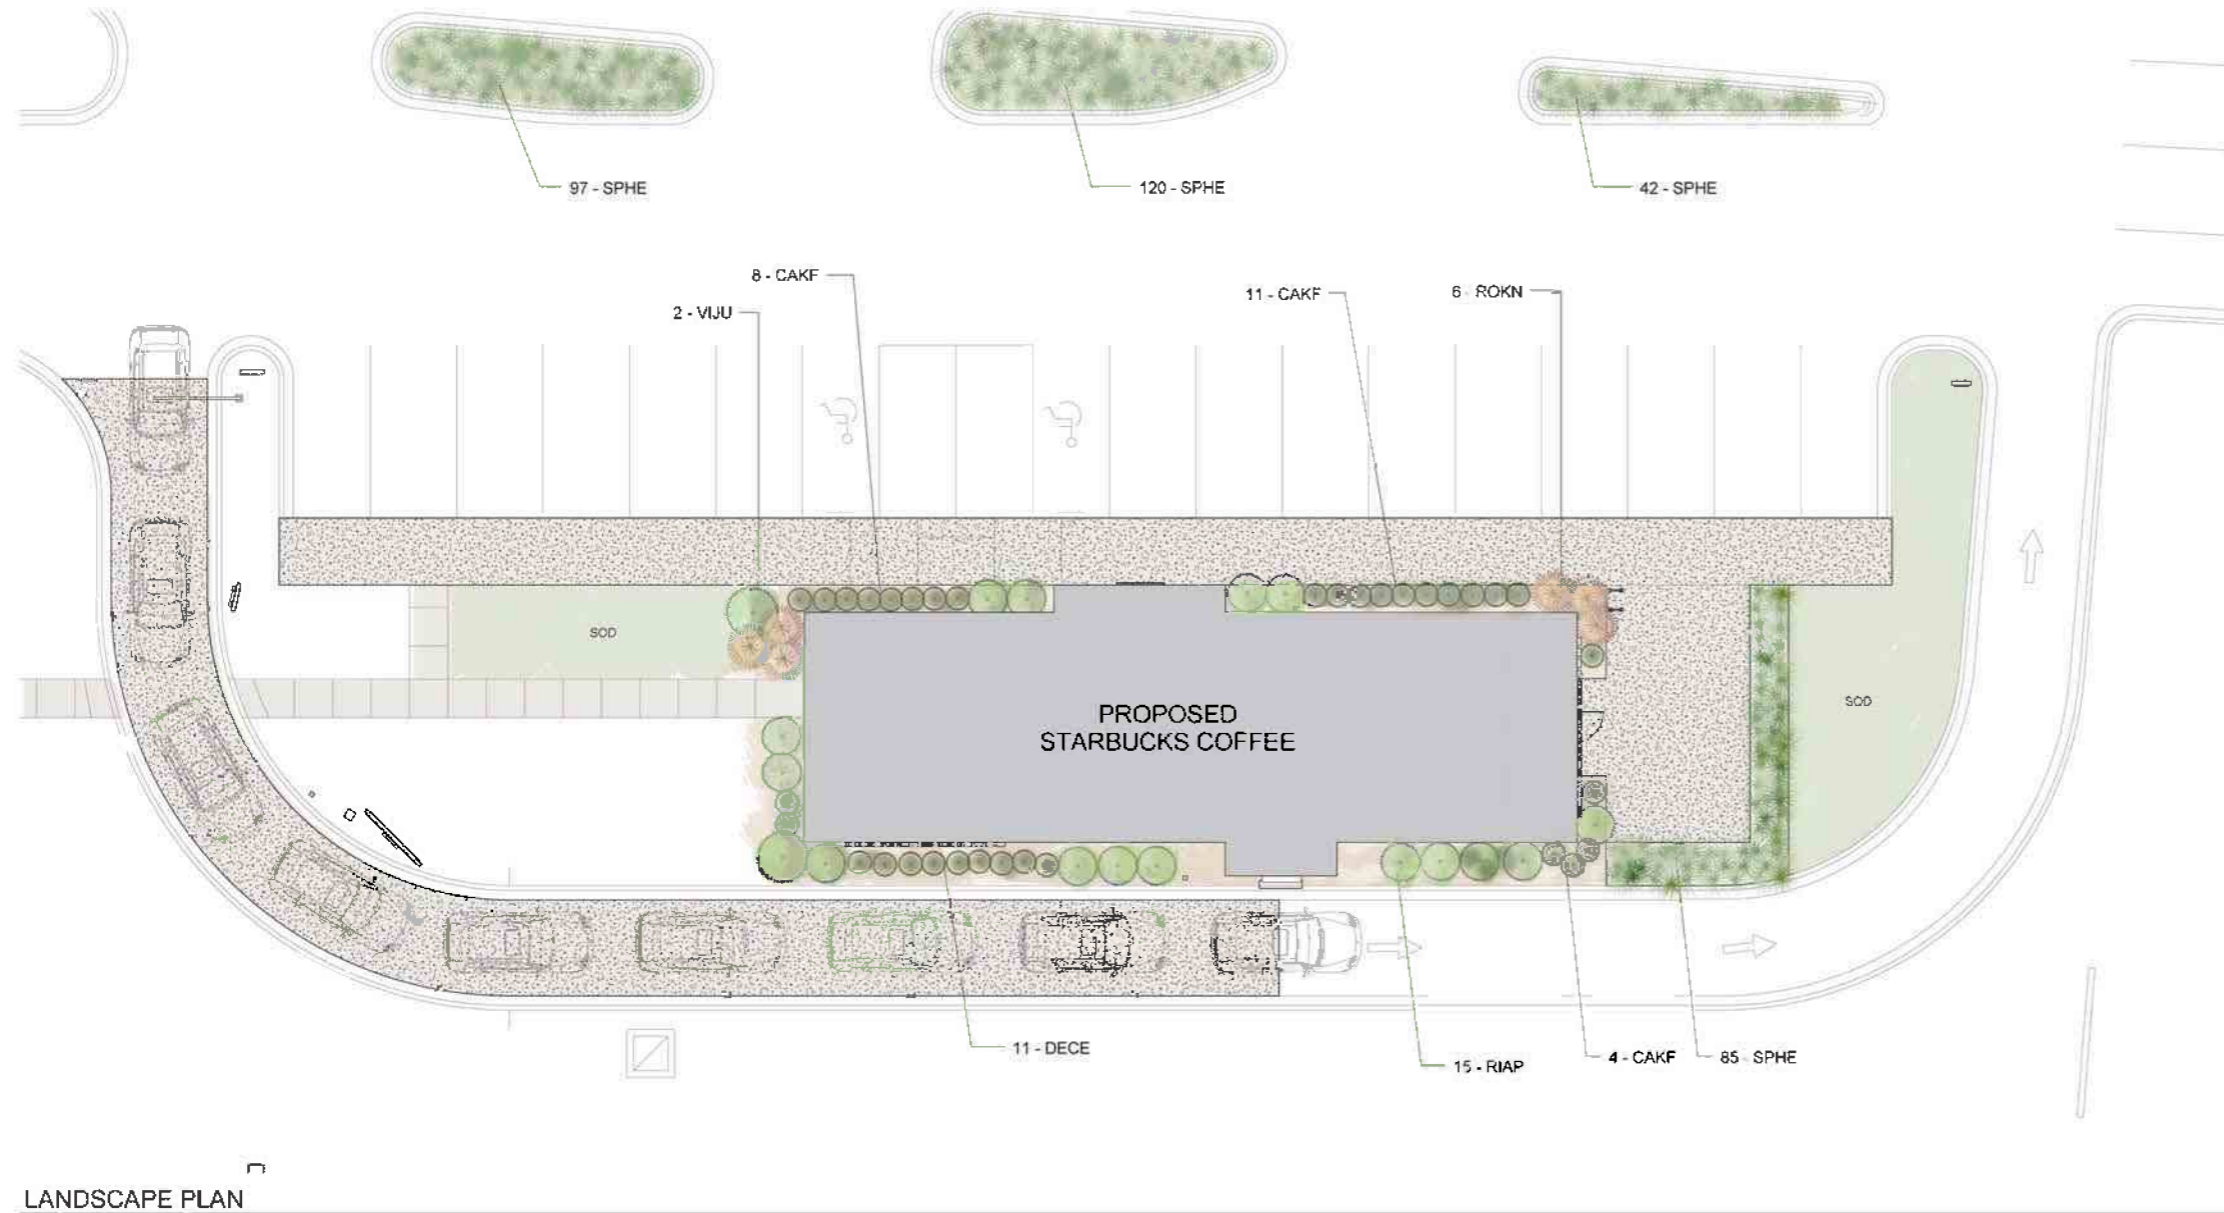 97 - SPHE
120 - SPHE
42 - SPHE
8 - CAKF
11 - CAKF
6 - ROKN
2 - VIJU
SOD
SOD
PROPOSED
STARBUCKS COFFEE
11 - DECE
15 - RIAP
4 - CAKF
85 - SPHE
LANDSCAPE PLAN